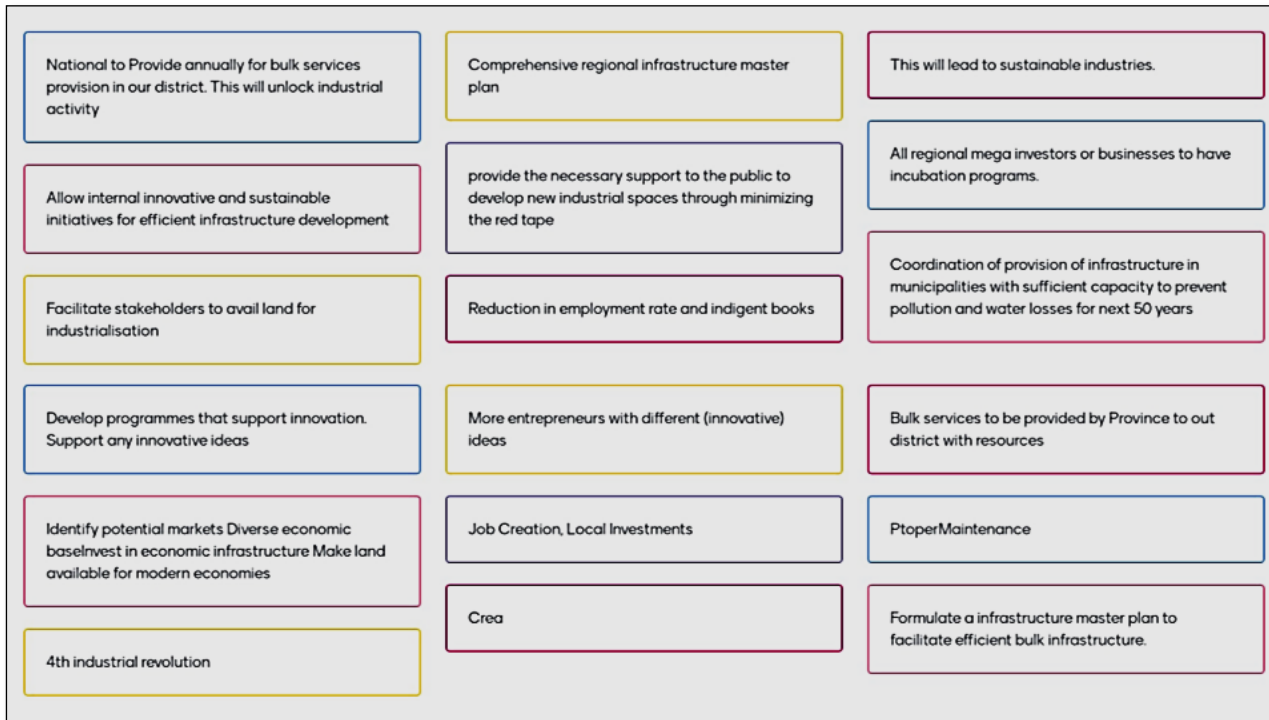 National to Provide annually for bulk services
provision in our district. This will unlock industrial
activity
Allow internal innovative and sustainable
initiatives for efficient infrastructure development
Facilitate stakeholders to avail land for
industrialisation
Develop programmes that support innovation.
Support any innovative ideas
Identify potential markets Diverse economic
baseInvest in economic infrastructure Make land
available for modern economies
4th industrial revolution
Comprehensive regional infrastructure master
plan
provide the necessary support to the public to
develop new industrial spaces through minimizing
the red tape
Reduction in employment rate and indigent books
More entrepreneurs with different (innovative)
ideas
Job Creation, Local Investments
Crea
This will lead to sustainable industries.
All regional mega investors or businesses to have
incubation programs.
Coordination of provision of infrastructure in
municipalities with sufficient capacity to prevent
pollution and water losses for next 50 years
Bulk services to be provided by Province to out
district with resources
PtoperMaintenance
Formulate a infrastructure master plan to
facilitate efficient bulk infrastructure.